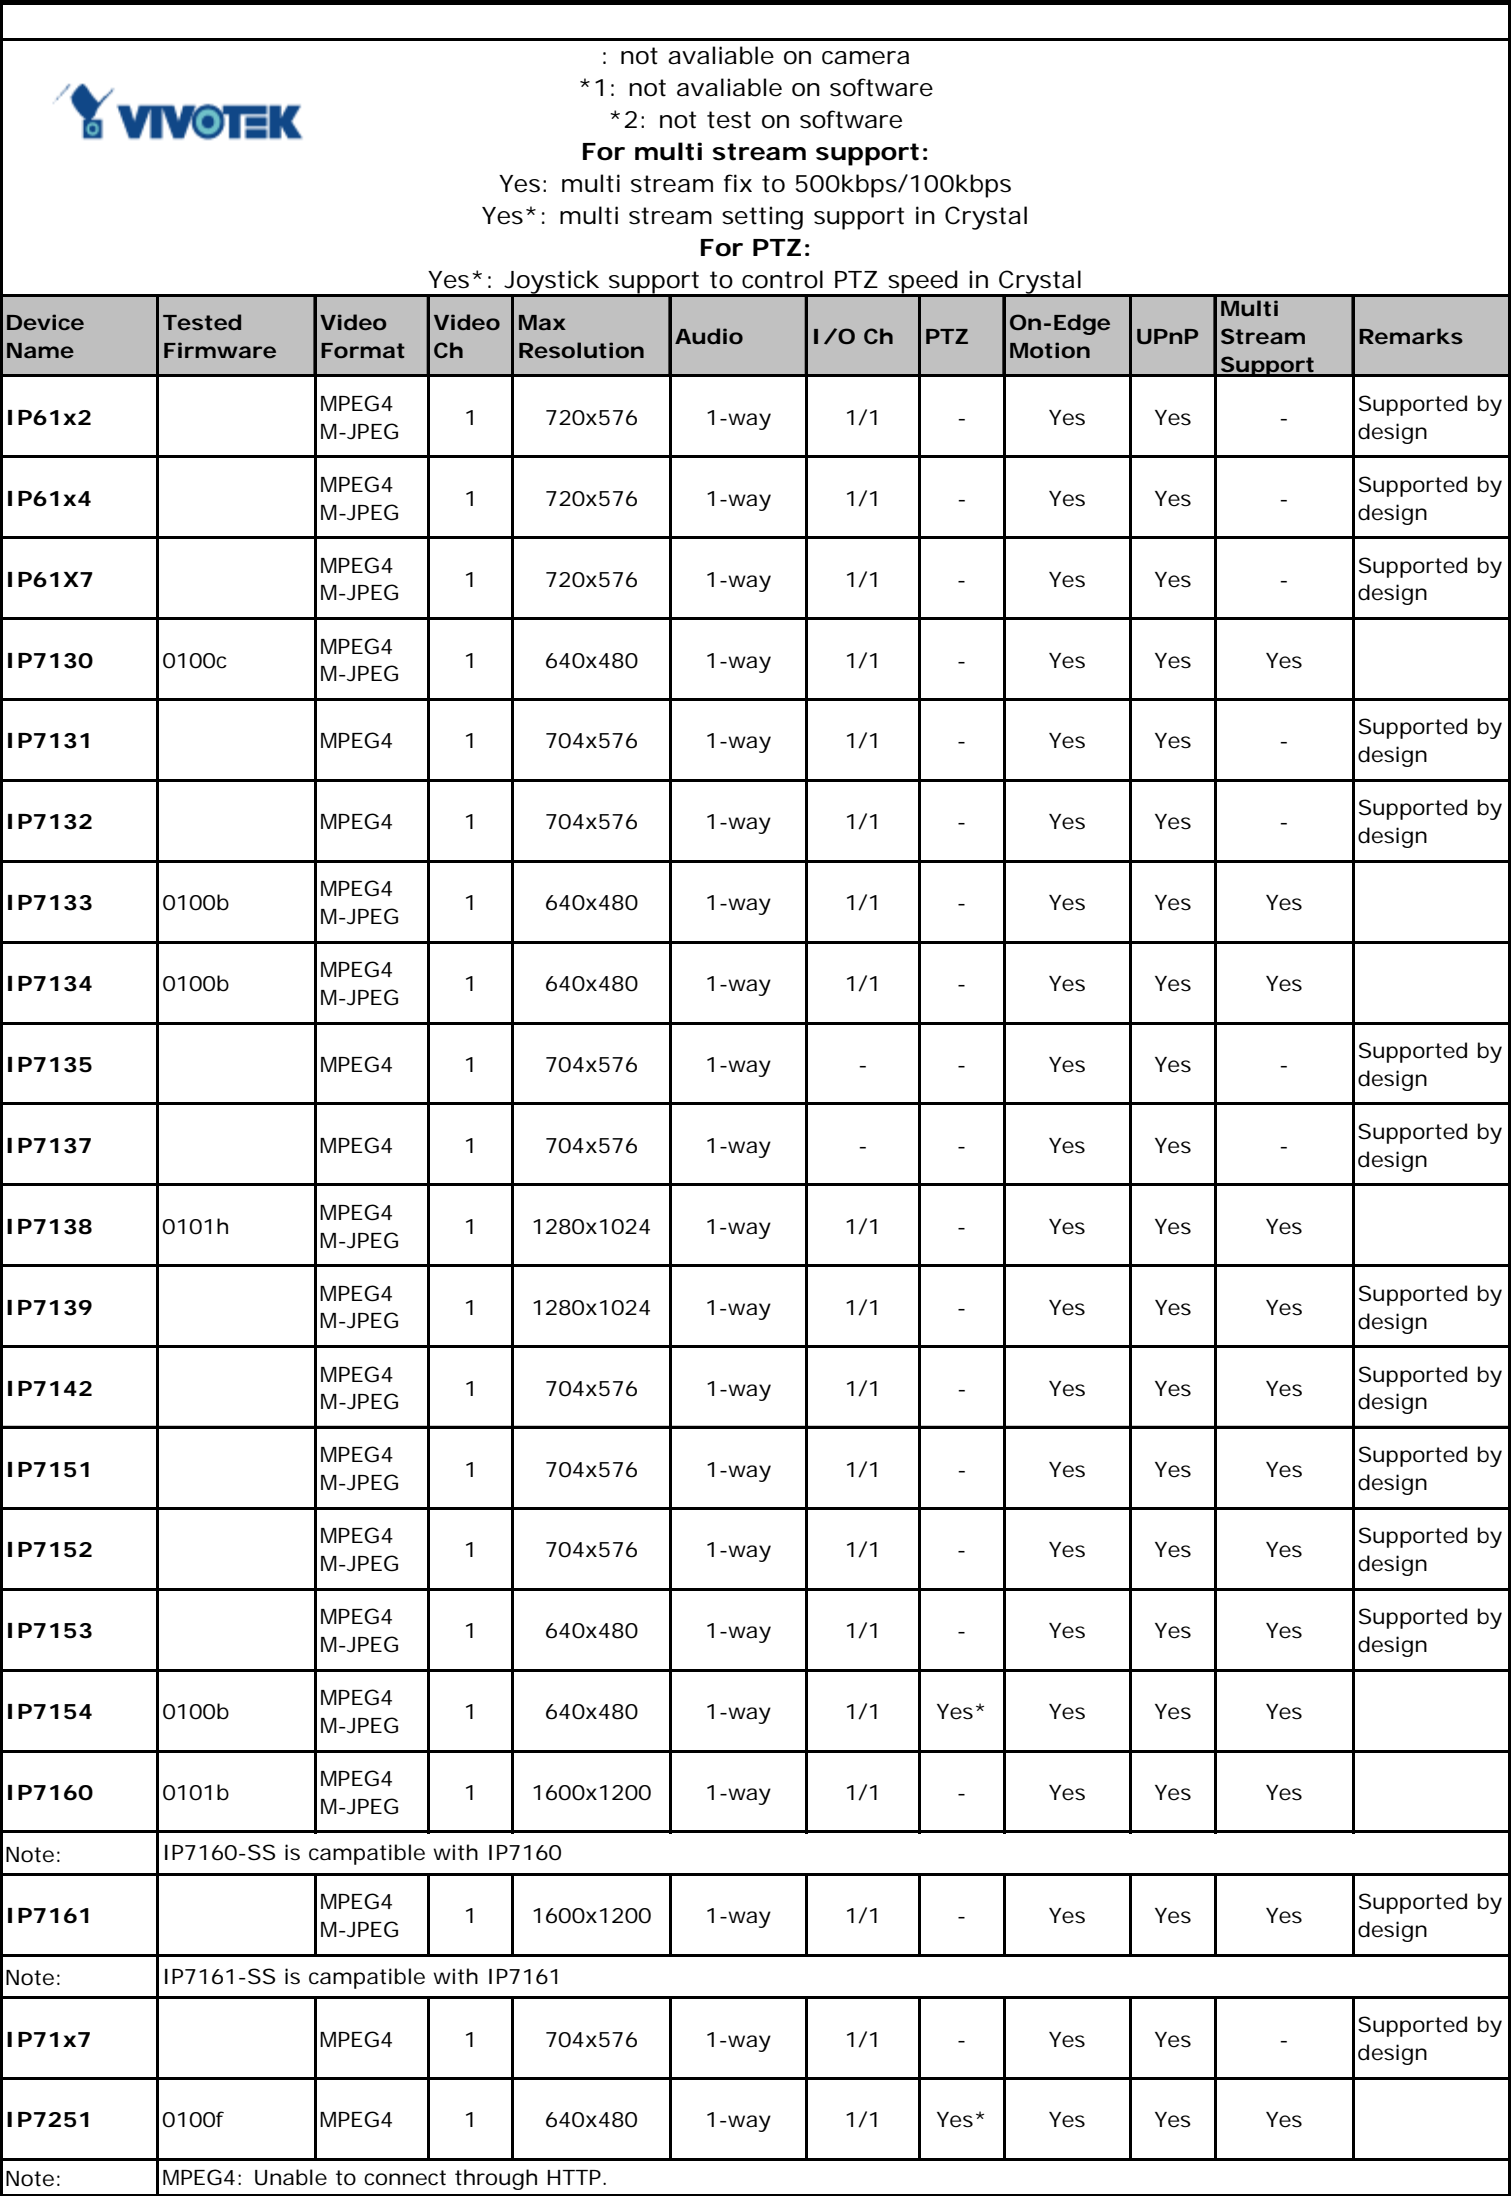 VIVOTEK
: not avaliable on camera
*1: not avaliable on software
*2: not test on software
For multi stream support:
Yes: multi stream fix to 500kbps/100kbps
Yes*: multi stream setting support in Crystal
For PTZ:
Yes*: Joystick support to control PTZ speed in Crystal
Device Name Tested Firmware Video Format Video Ch Max Resolution Audio I/O Ch PTZ On-Edge Motion UPnP Multi Stream Support Remarks
IP61x2 MPEG4 M-JPEG 1 720x576 1-way 1/1 - Yes Yes - Supported by design
IP61x4 MPEG4 M-JPEG 1 720x576 1-way 1/1 - Yes Yes - Supported by design
IP61X7 MPEG4 M-JPEG 1 720x576 1-way 1/1 - Yes Yes - Supported by design
IP7130 0100c MPEG4 M-JPEG 1 640x480 1-way 1/1 - Yes Yes Yes
IP7131 MPEG4 1 704x576 1-way 1/1 - Yes Yes - Supported by design
IP7132 MPEG4 1 704x576 1-way 1/1 - Yes Yes - Supported by design
IP7133 0100b MPEG4 M-JPEG 1 640x480 1-way 1/1 - Yes Yes Yes
IP7134 0100b MPEG4 M-JPEG 1 640x480 1-way 1/1 - Yes Yes Yes
IP7135 MPEG4 1 704x576 1-way - - Yes Yes - Supported by design
IP7137 MPEG4 1 704x576 1-way - - Yes Yes - Supported by design
IP7138 0101h MPEG4 M-JPEG 1 1280x1024 1-way 1/1 - Yes Yes Yes
IP7139 MPEG4 M-JPEG 1 1280x1024 1-way 1/1 - Yes Yes Yes Supported by design
IP7142 MPEG4 M-JPEG 1 704x576 1-way 1/1 - Yes Yes Yes Supported by design
IP7151 MPEG4 M-JPEG 1 704x576 1-way 1/1 - Yes Yes Yes Supported by design
IP7152 MPEG4 M-JPEG 1 704x576 1-way 1/1 - Yes Yes Yes Supported by design
IP7153 MPEG4 M-JPEG 1 640x480 1-way 1/1 - Yes Yes Yes Supported by design
IP7154 0100b MPEG4 M-JPEG 1 640x480 1-way 1/1 Yes* Yes Yes Yes
IP7160 0101b MPEG4 M-JPEG 1 1600x1200 1-way 1/1 - Yes Yes Yes
Note: IP7160-SS is campatible with IP7160
IP7161 MPEG4 M-JPEG 1 1600x1200 1-way 1/1 - Yes Yes Yes Supported by design
Note: IP7161-SS is campatible with IP7161
IP71x7 MPEG4 1 704x576 1-way 1/1 - Yes Yes - Supported by design
IP7251 0100f MPEG4 1 640x480 1-way 1/1 Yes* Yes Yes Yes
Note: MPEG4: Unable to connect through HTTP.